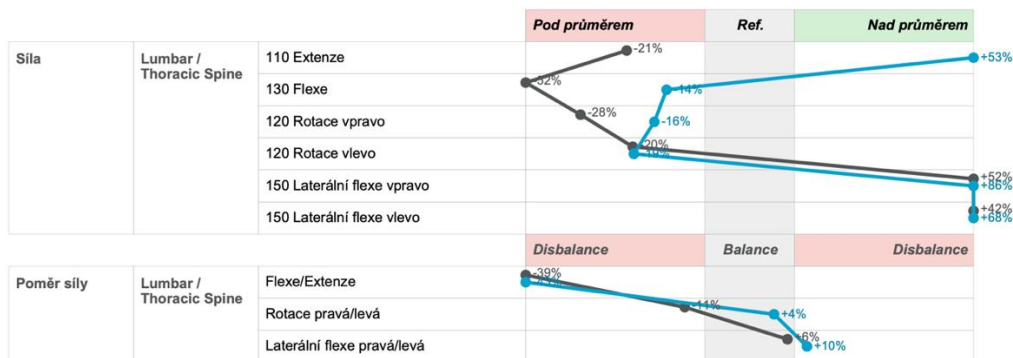 Pod průměrem Ref. Nad průměrem
Síla Lumbar / Thoracic Spine 110 Extenze -21% +53%
130 Flexe -32% -14%
120 Rotace vpravo -28% -16%
120 Rotace vlevo -20% -19%
150 Laterální flexe vpravo +52% +86%
150 Laterální flexe vlevo +42% +68%
Disbalance Balance Disbalance
Poměr síly Lumbar / Thoracic Spine Flexe/Extenze -39%
Rotace pravá/levá -11% +4%
Laterální flexe pravá/levá +6% +10%